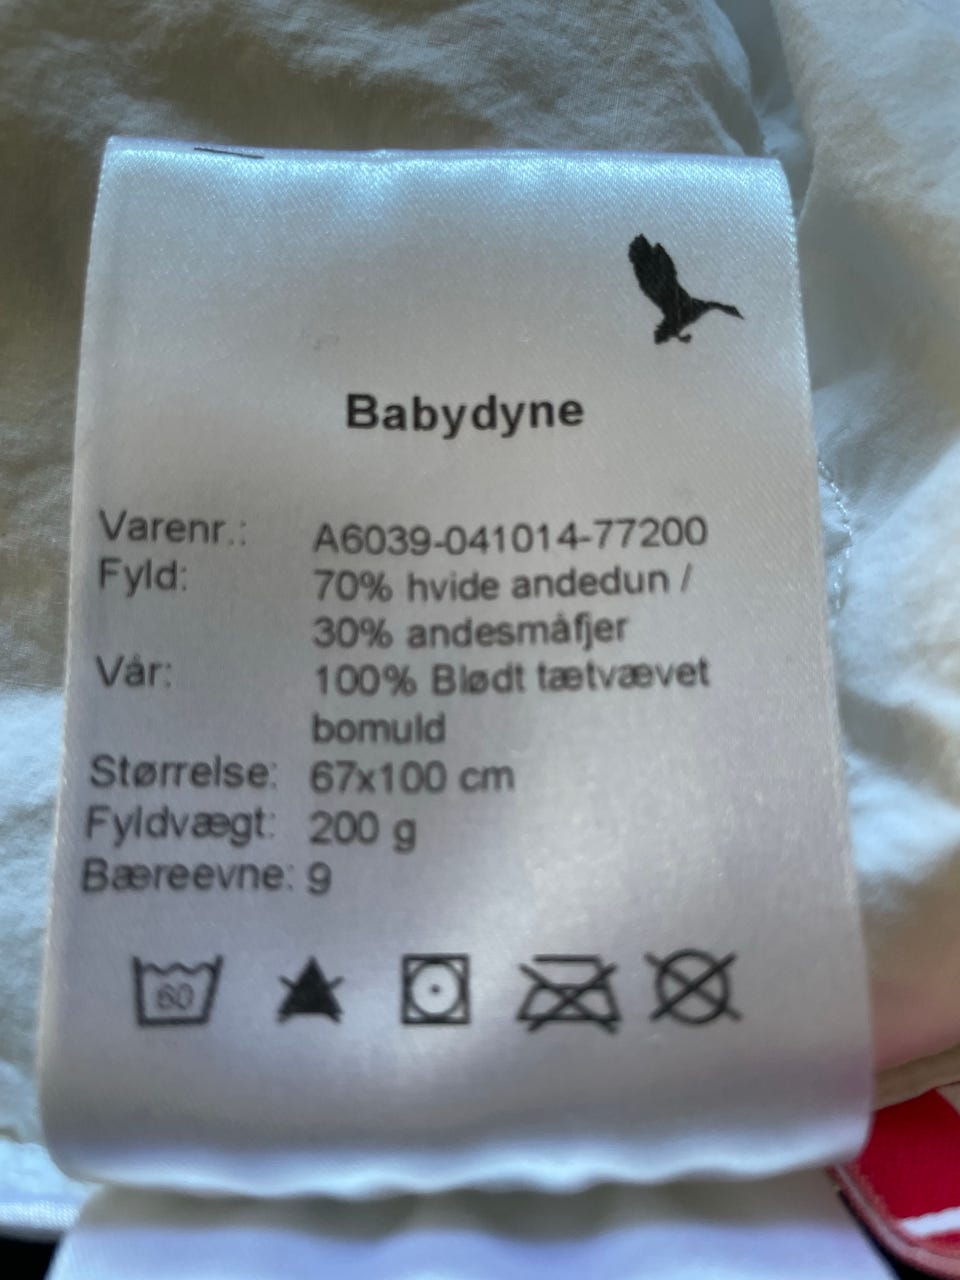 Babydyne
Varenr.: A6039-041014-77200
Fyld: 70% hvide andedun /
30% andesmåfjer
Vår: 100% Blødt tætvævet
bomuld
Størrelse: 67x100 cm
Fyldvægt: 200 g
Bæreevne: 9
60